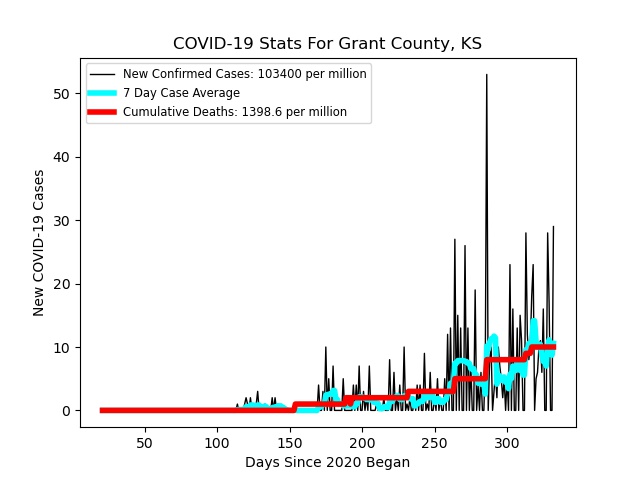 COVID-19 Stats For Grant County, KS
New Confirmed Cases: 103400 per million
7 Day Case Average
Cumulative Deaths: 1398.6 per million
New COVID-19 Cases
50
40
30
20
10
0
50 100 150 200 250 300
Days Since 2020 Began